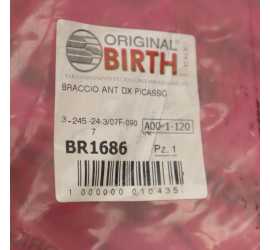 ORIGINAL
BIRTH
BRACCIO ANT DX PICASSO
3-245-24-3/07F-090
7
A00-1-120
BR1686
Pz. 1
1 000000 010435